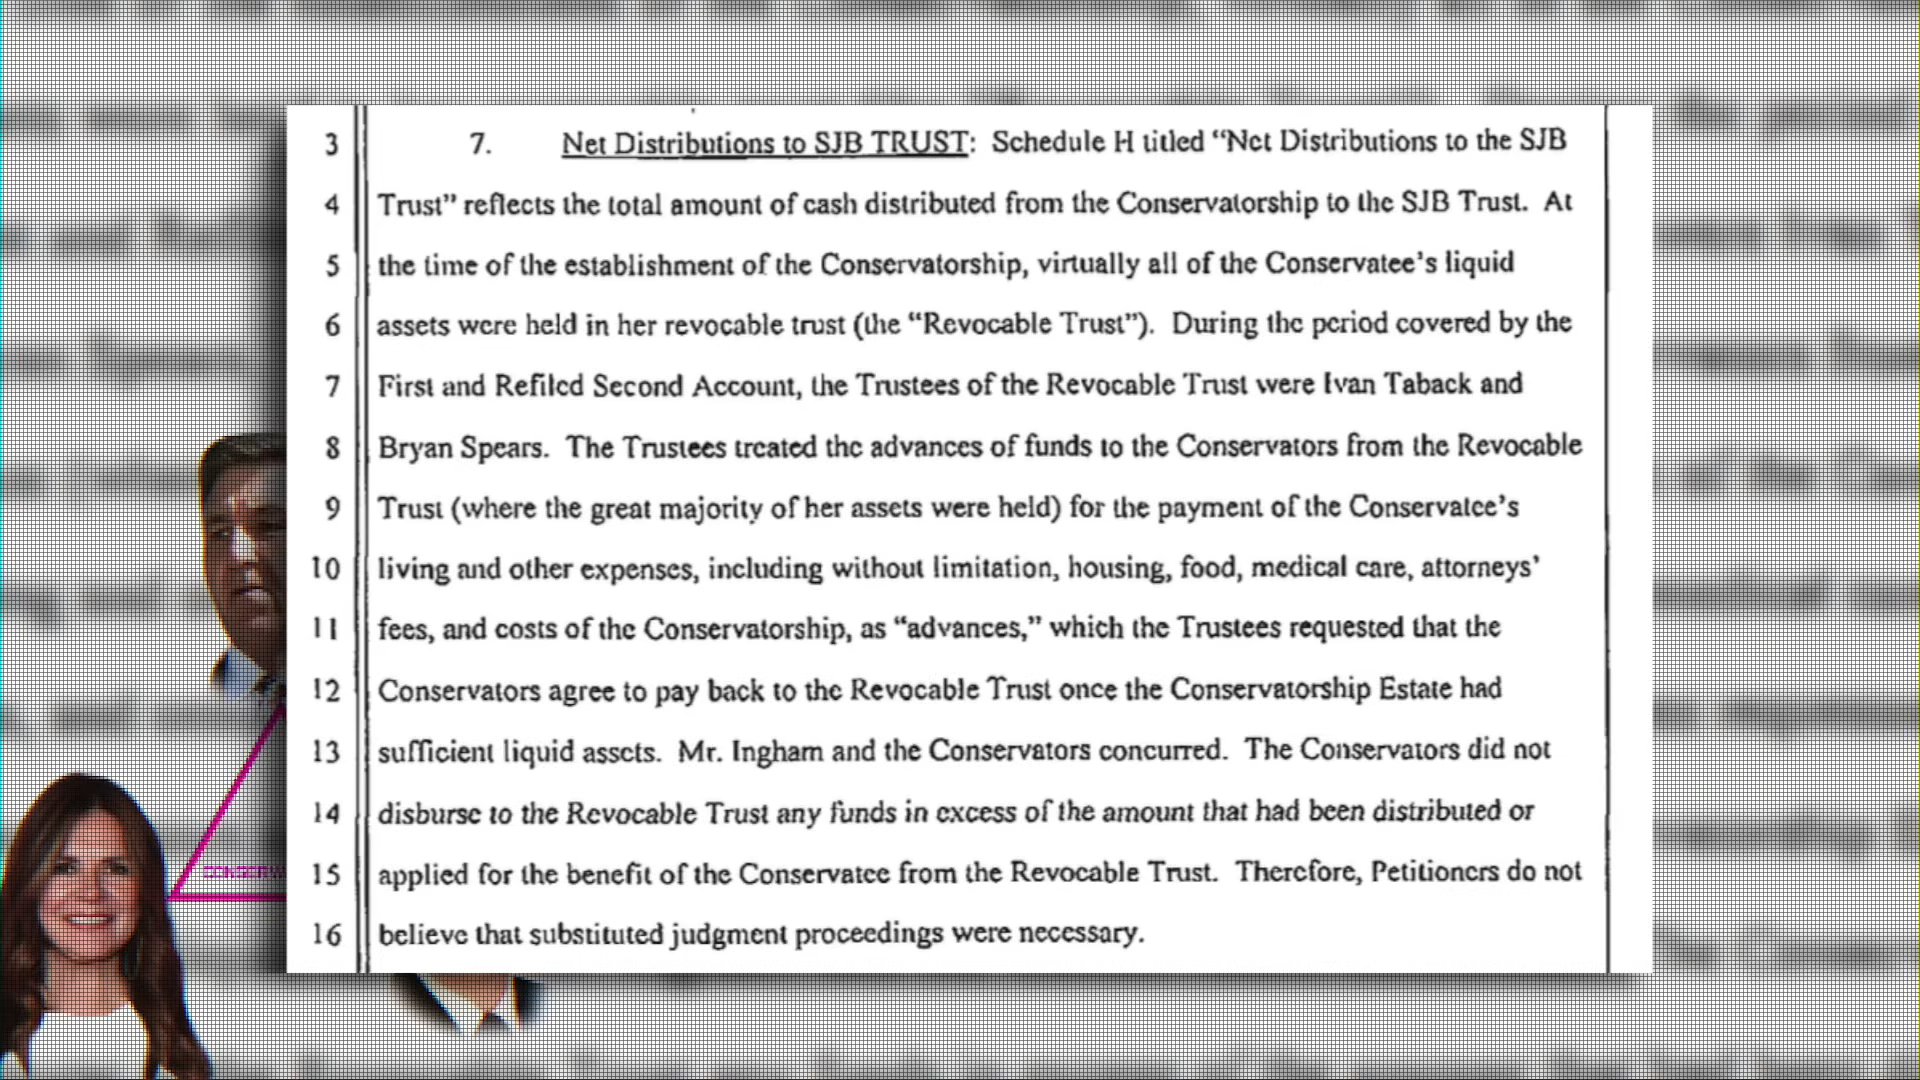 3 7. Net Distributions to SJB TRUST: Schedule H titled “Net Distributions to the SJB
4 Trust” reflects the total amount of cash distributed from the Conservatorship to the SJB Trust. At
5 the time of the establishment of the Conservatorship, virtually all of the Conservatee’s liquid
6 assets were held in her revocable trust (the “Revocable Trust”). During the period covered by the
7 First and Refiled Second Account, the Trustees of the Revocable Trust were Ivan Taback and
8 Bryan Spears. The Trustees treated the advances of funds to the Conservators from the Revocable
9 Trust (where the great majority of her assets were held) for the payment of the Conservatee’s
10 living and other expenses, including without limitation, housing, food, medical care, attorneys’
11 fees, and costs of the Conservatorship, as “advances,” which the Trustees requested that the
12 Conservators agree to pay back to the Revocable Trust once the Conservatorship Estate had
13 sufficient liquid assets. Mr. Ingham and the Conservators concurred. The Conservators did not
14 disburse to the Revocable Trust any funds in excess of the amount that had been distributed or
15 applied for the benefit of the Conservatee from the Revocable Trust. Therefore, Petitioners do not
16 believe that substituted judgment proceedings were necessary.